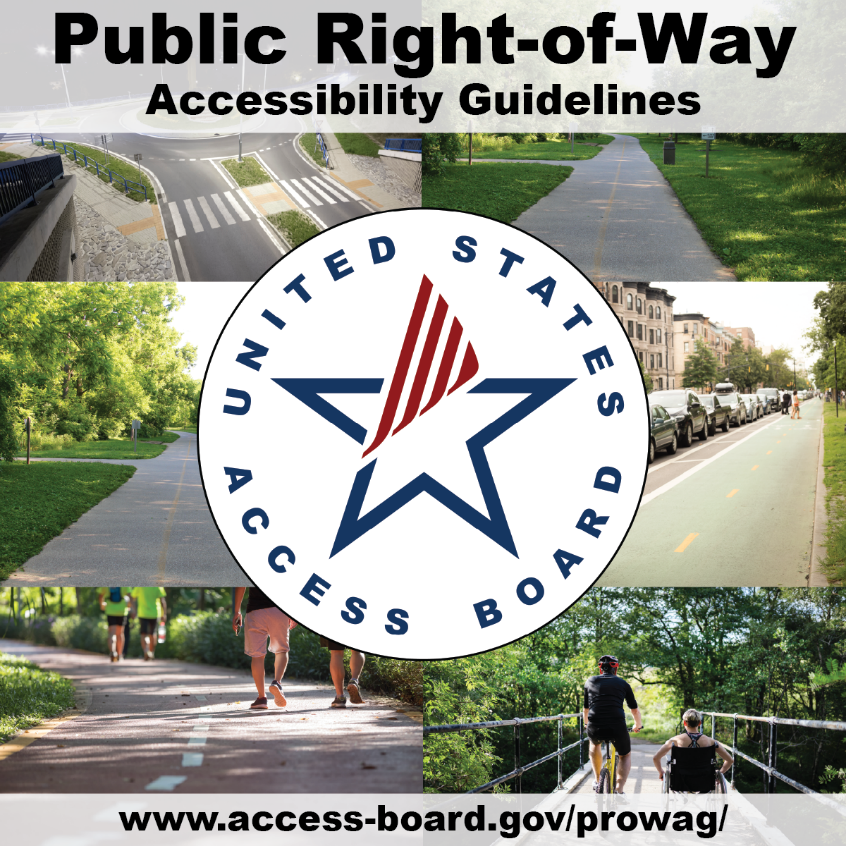 Public Right-of-Way
Accessibility Guidelines
UNITED STATES
ACCESS BOARD
www.access-board.gov/prowag/